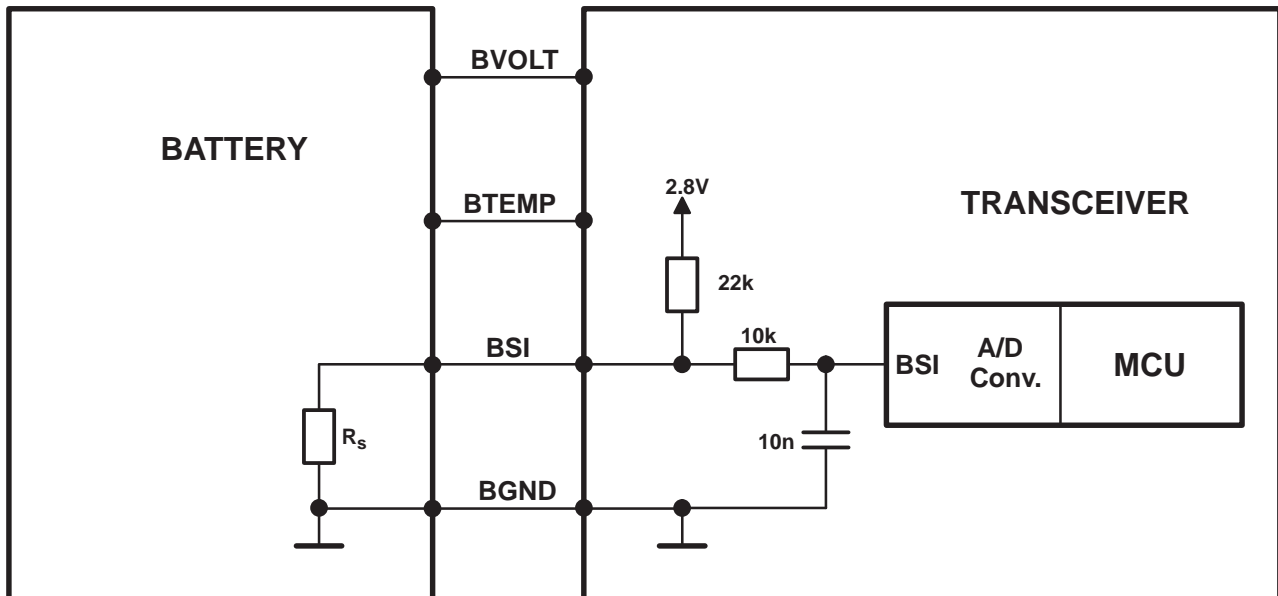 BVOLT
BATTERY
2.8V
BTEMP
TRANSCEIVER
22k
10k
BSI
BSI
A/D
Conv.
MCU
Rs
10n
BGND